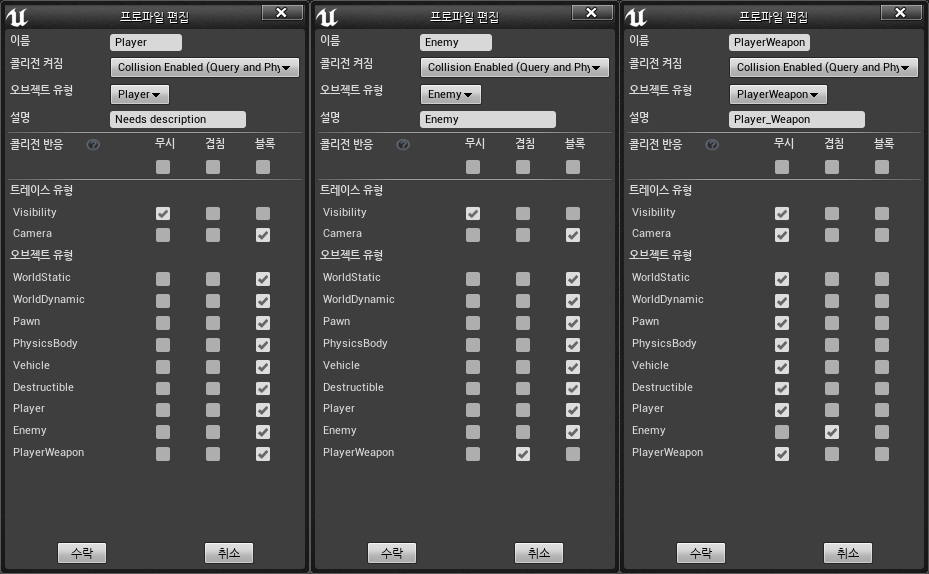 프로파일 편집
이름 Player
콜리전 켜짐 Collision Enabled (Query and Phy
오브젝트 유형 Player
설명 Needs description
콜리전 반응 무시 겹침 블록
트레이스 유형
Visibility
Camera
오브젝트 유형
WorldStatic
WorldDynamic
Pawn
PhysicsBody
Vehicle
Destructible
Player
Enemy
PlayerWeapon
수락 취소
프로파일 편집
이름 Enemy
콜리전 켜짐 Collision Enabled (Query and Phy
오브젝트 유형 Enemy
설명 Enemy
콜리전 반응 무시 겹침 블록
트레이스 유형
Visibility
Camera
오브젝트 유형
WorldStatic
WorldDynamic
Pawn
PhysicsBody
Vehicle
Destructible
Player
Enemy
PlayerWeapon
수락 취소
프로파일 편집
이름 PlayerWeapon
콜리전 켜짐 Collision Enabled (Query and Phy
오브젝트 유형 PlayerWeapon
설명 Player_Weapon
콜리전 반응 무시 겹침 블록
트레이스 유형
Visibility
Camera
오브젝트 유형
WorldStatic
WorldDynamic
Pawn
PhysicsBody
Vehicle
Destructible
Player
Enemy
PlayerWeapon
수락 취소